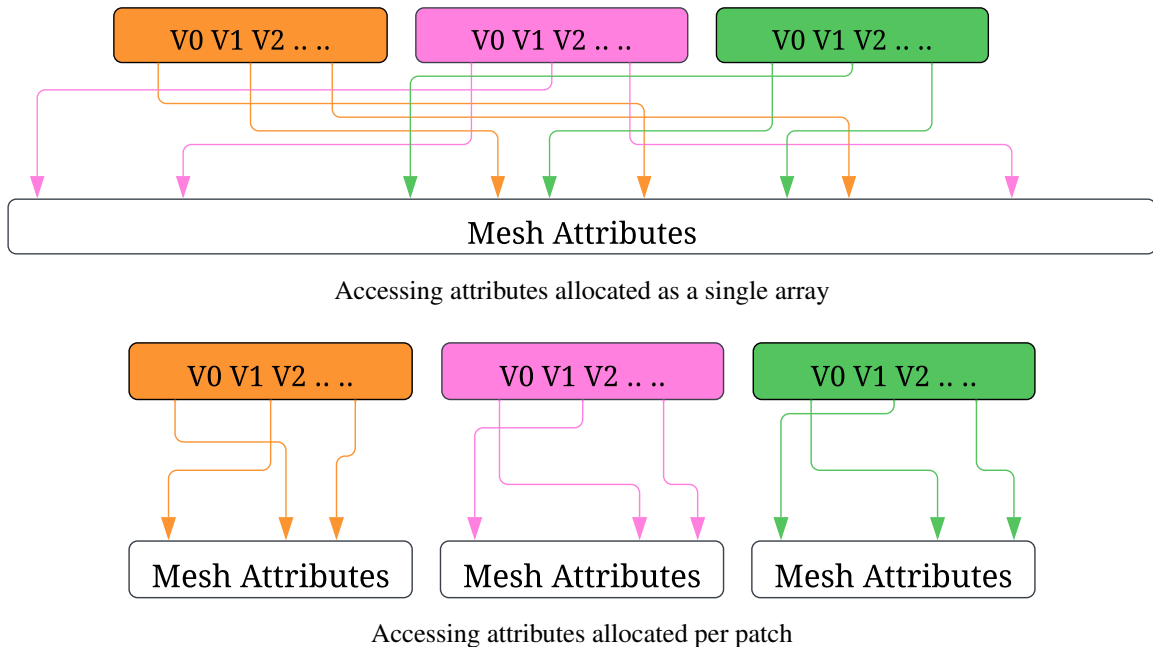 V0 V1 V2 .. .. V0 V1 V2 .. .. V0 V1 V2 .. ..
Mesh Attributes
Accessing attributes allocated as a single array
V0 V1 V2 .. .. V0 V1 V2 .. .. V0 V1 V2 .. ..
Mesh Attributes Mesh Attributes Mesh Attributes
Accessing attributes allocated per patch